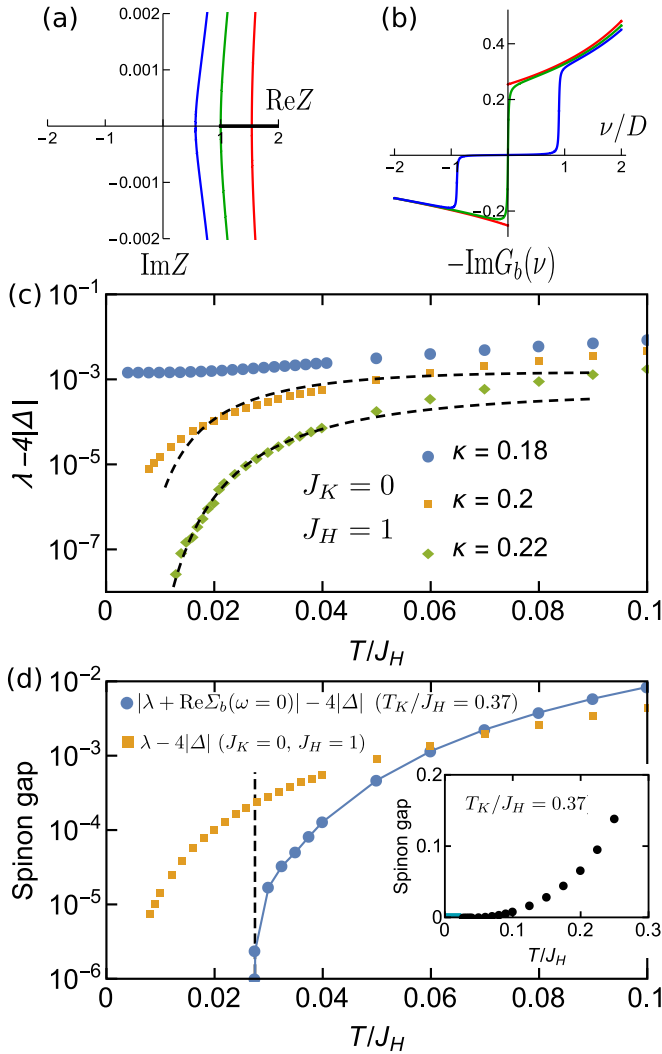 (a)
0.002
0.001
ReZ
-2 -1 0 1 2
-0.001
-0.002
ImZ
(b)
0.4
0.2
ν/D
-2 -1 0 1 2
-0.2
−ImG_b(ν)
(c)
10^-1
10^-3
10^-5
10^-7
λ−4|Δ|
J_K = 0
J_H = 1
κ = 0.18
κ = 0.2
κ = 0.22
0 0.02 0.04 0.06 0.08 0.1
T/J_H
(d)
10^-2
10^-3
10^-4
10^-5
10^-6
Spinon gap
|λ + ReΣ_b(ω=0)| − 4|Δ| (T_K/J_H = 0.37)
λ − 4|Δ| (J_K = 0, J_H = 1)
0.2
0.1
0
Spinon gap
T_K/J_H = 0.37
0 0.1 0.2 0.3
T/J_H
0 0.02 0.04 0.06 0.08 0.1
T/J_H